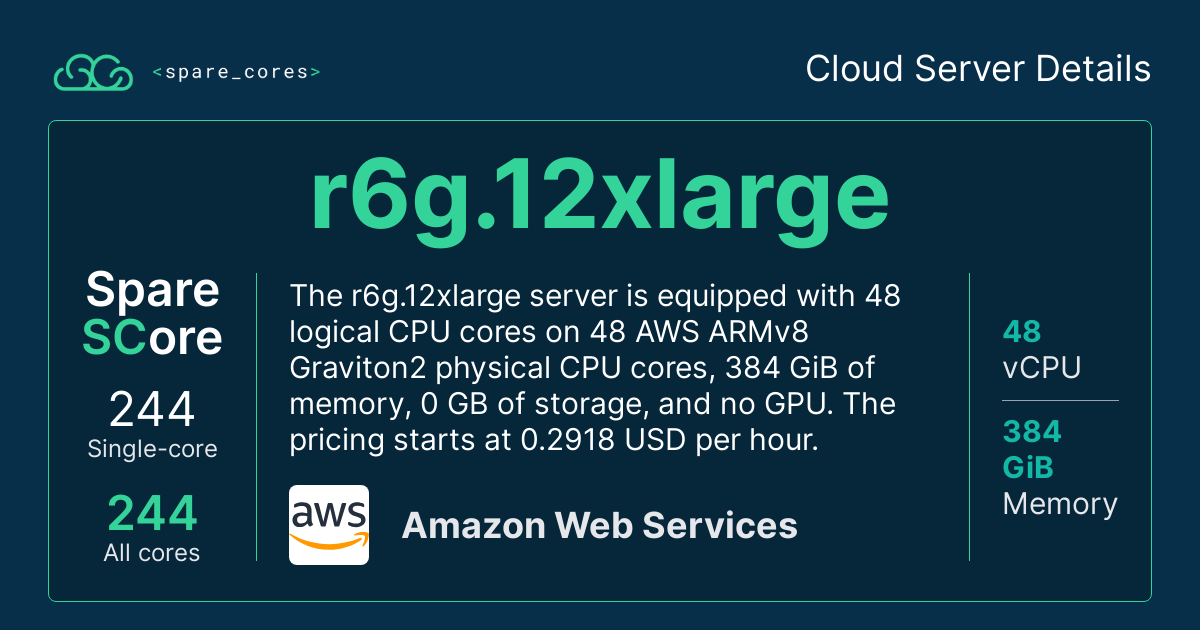 <spare_cores>
Cloud Server Details
r6g.12xlarge
Spare
SCore
244
Single-core
244
All cores
The r6g.12xlarge server is equipped with 48
logical CPU cores on 48 AWS ARMv8
Graviton2 physical CPU cores, 384 GiB of
memory, 0 GB of storage, and no GPU. The
pricing starts at 0.2918 USD per hour.
aws
Amazon Web Services
48
vCPU
384
GiB
Memory